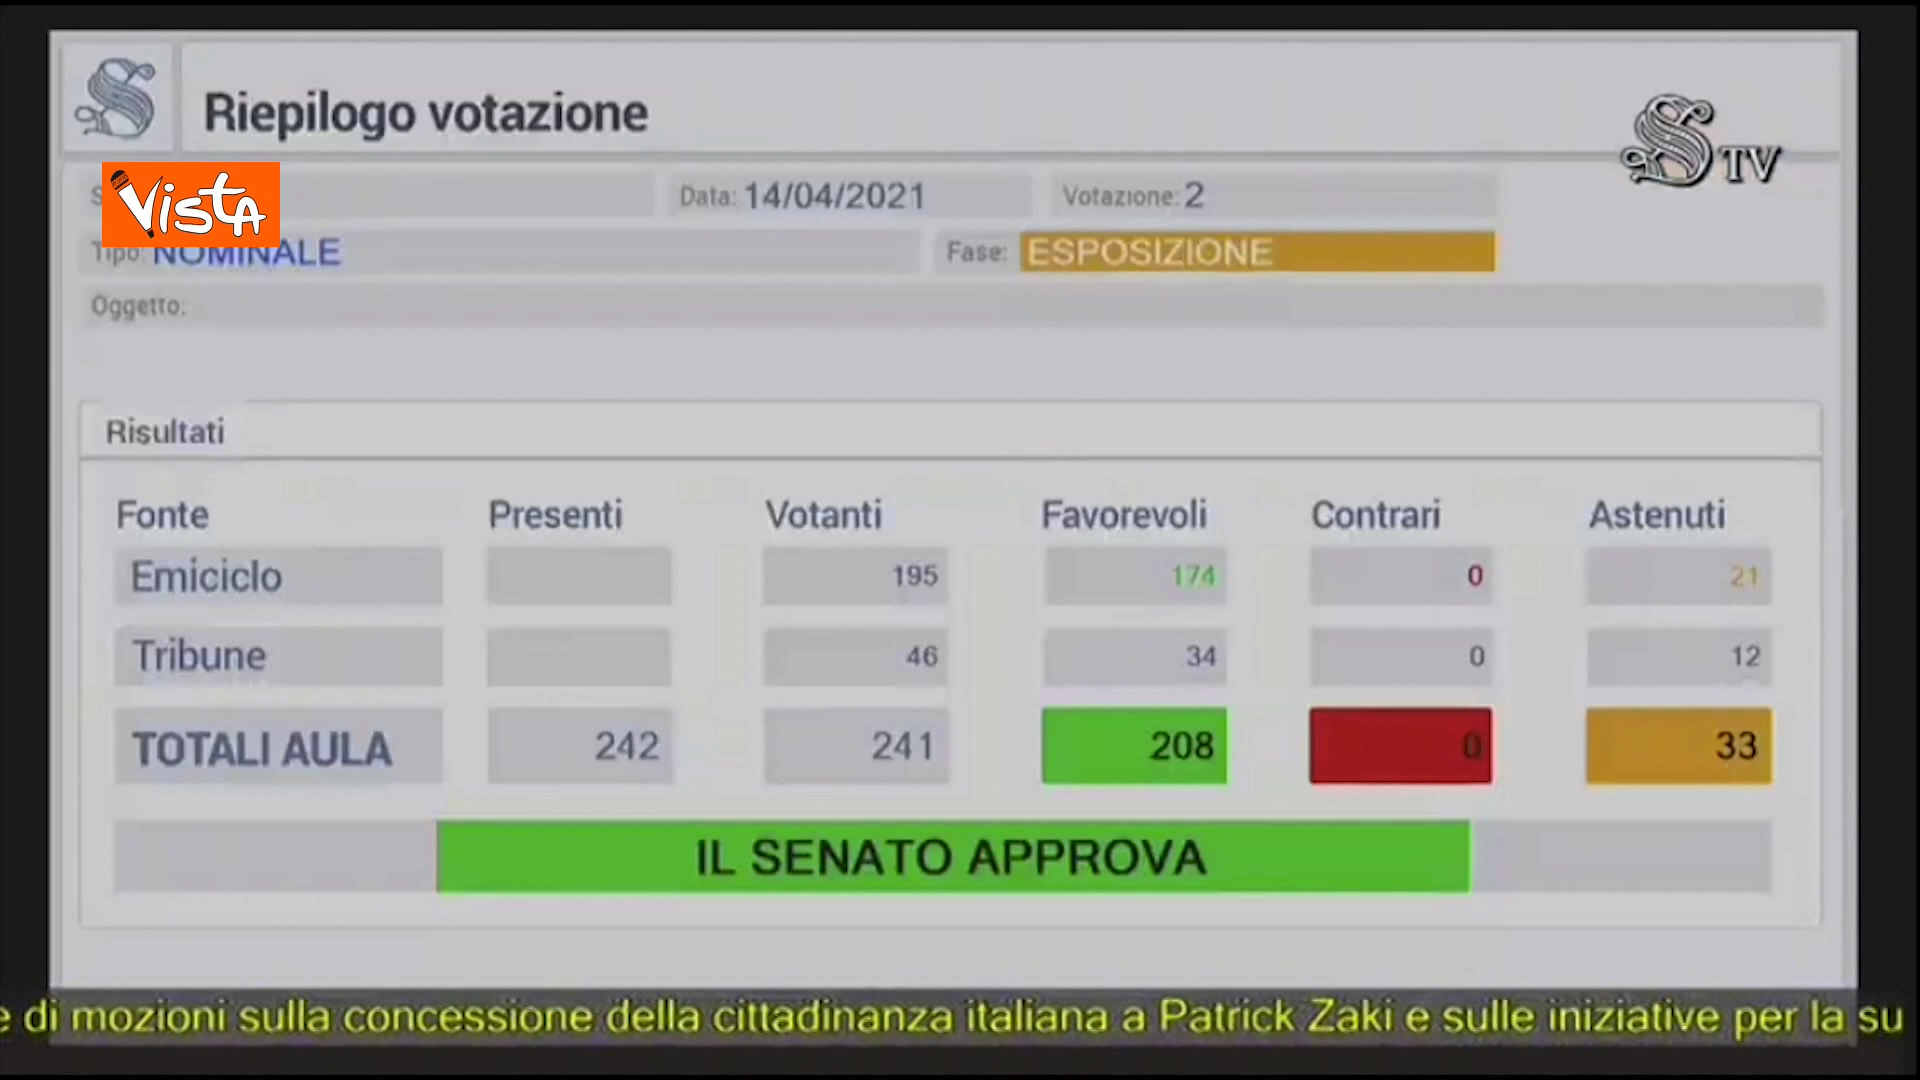 Riepilogo votazione
S TV
Vista
Data: 14/04/2021 Votazione: 2
Tipo: NOMINALE Fase: ESPOSIZIONE
Oggetto:
Risultati
Fonte Presenti Votanti Favorevoli Contrari Astenuti
Emiciclo 195 174 0 21
Tribune 46 34 0 12
TOTALI AULA 242 241 208 0 33
IL SENATO APPROVA
e di mozioni sulla concessione della cittadinanza italiana a Patrick Zaki e sulle iniziative per la su